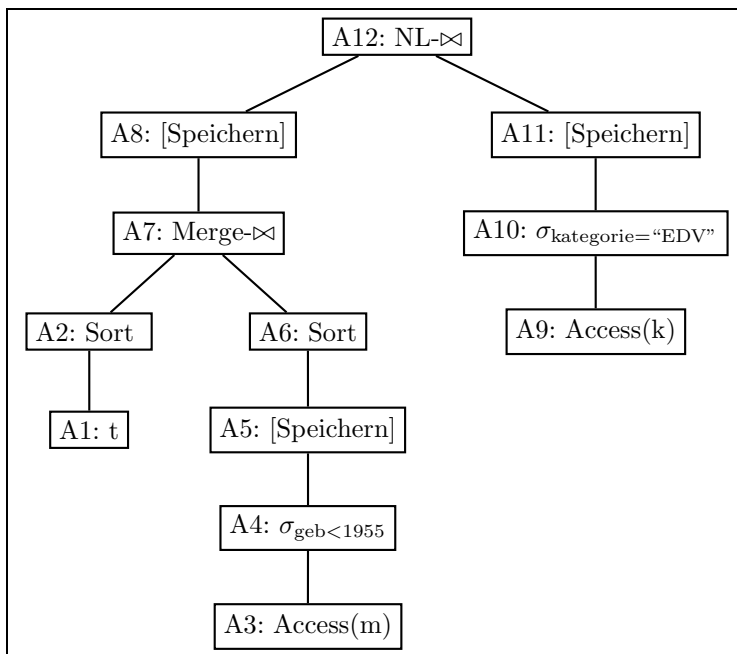 A12: NL-⋈
A8: [Speichern]
A11: [Speichern]
A7: Merge-⋈
A10: σkategorie=“EDV”
A2: Sort
A6: Sort
A9: Access(k)
A1: t
A5: [Speichern]
A4: σgeb<1955
A3: Access(m)